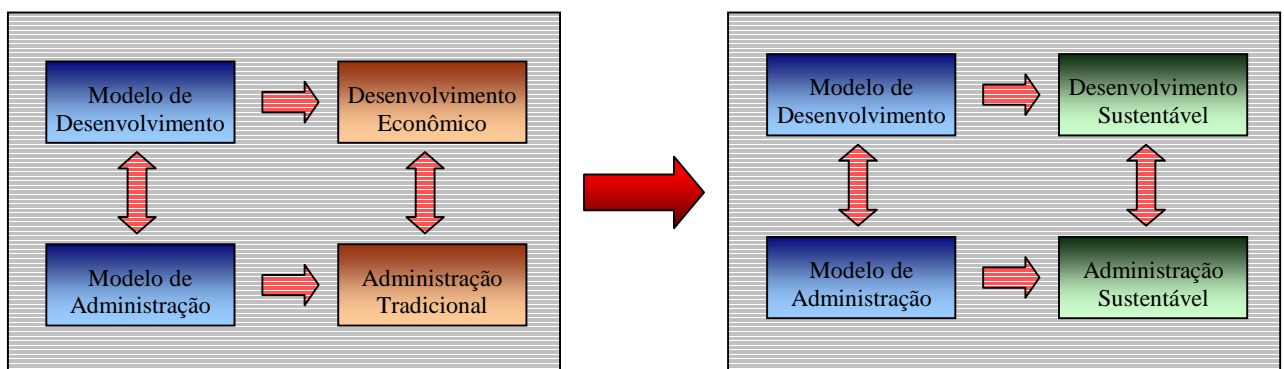 Modelo de
Desenvolvimento
Desenvolvimento
Econômico
Modelo de
Administração
Administração
Tradicional
Modelo de
Desenvolvimento
Desenvolvimento
Sustentável
Modelo de
Administração
Administração
Sustentável